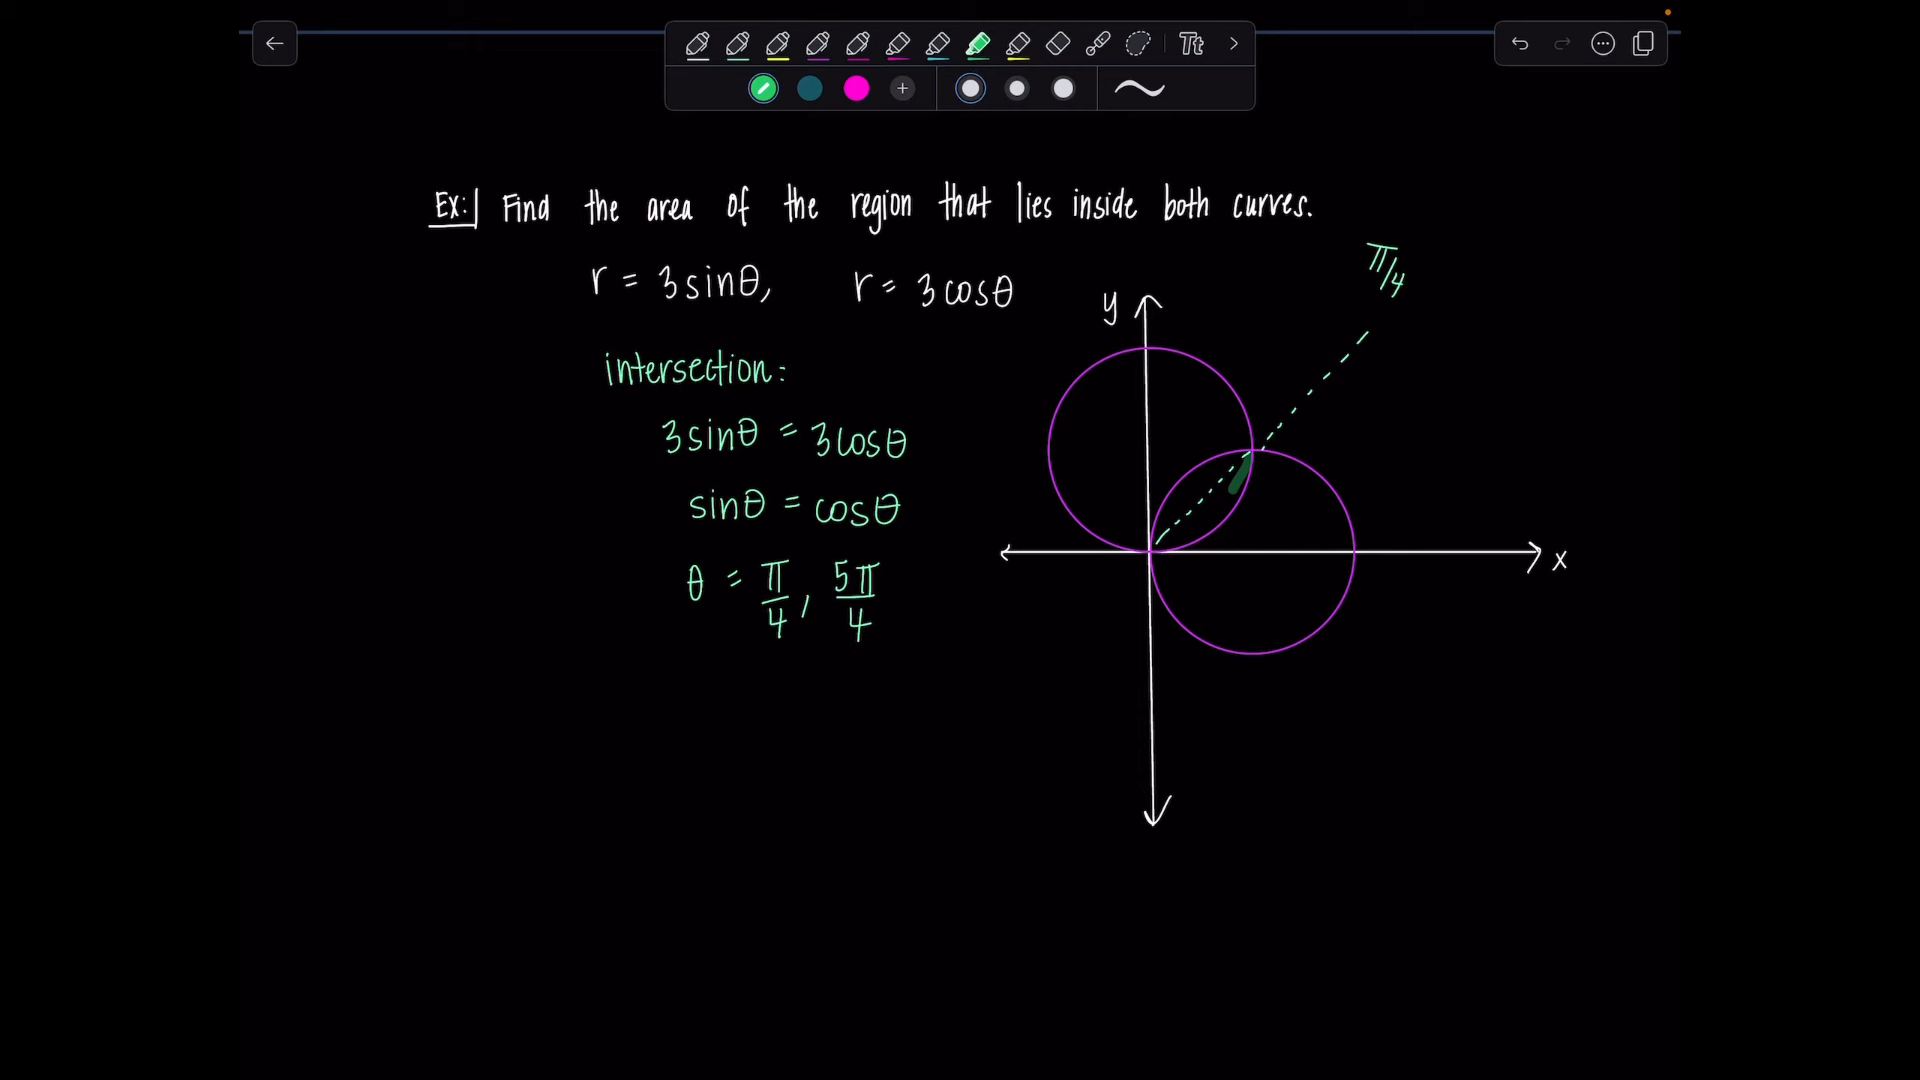 Tt
Ex: Find the area of the region that lies inside both curves.
r = 3sinθ, r = 3cosθ
π/4
y
intersection:
3sinθ = 3cosθ
sinθ = cosθ
x
θ = π/4, 5π/4